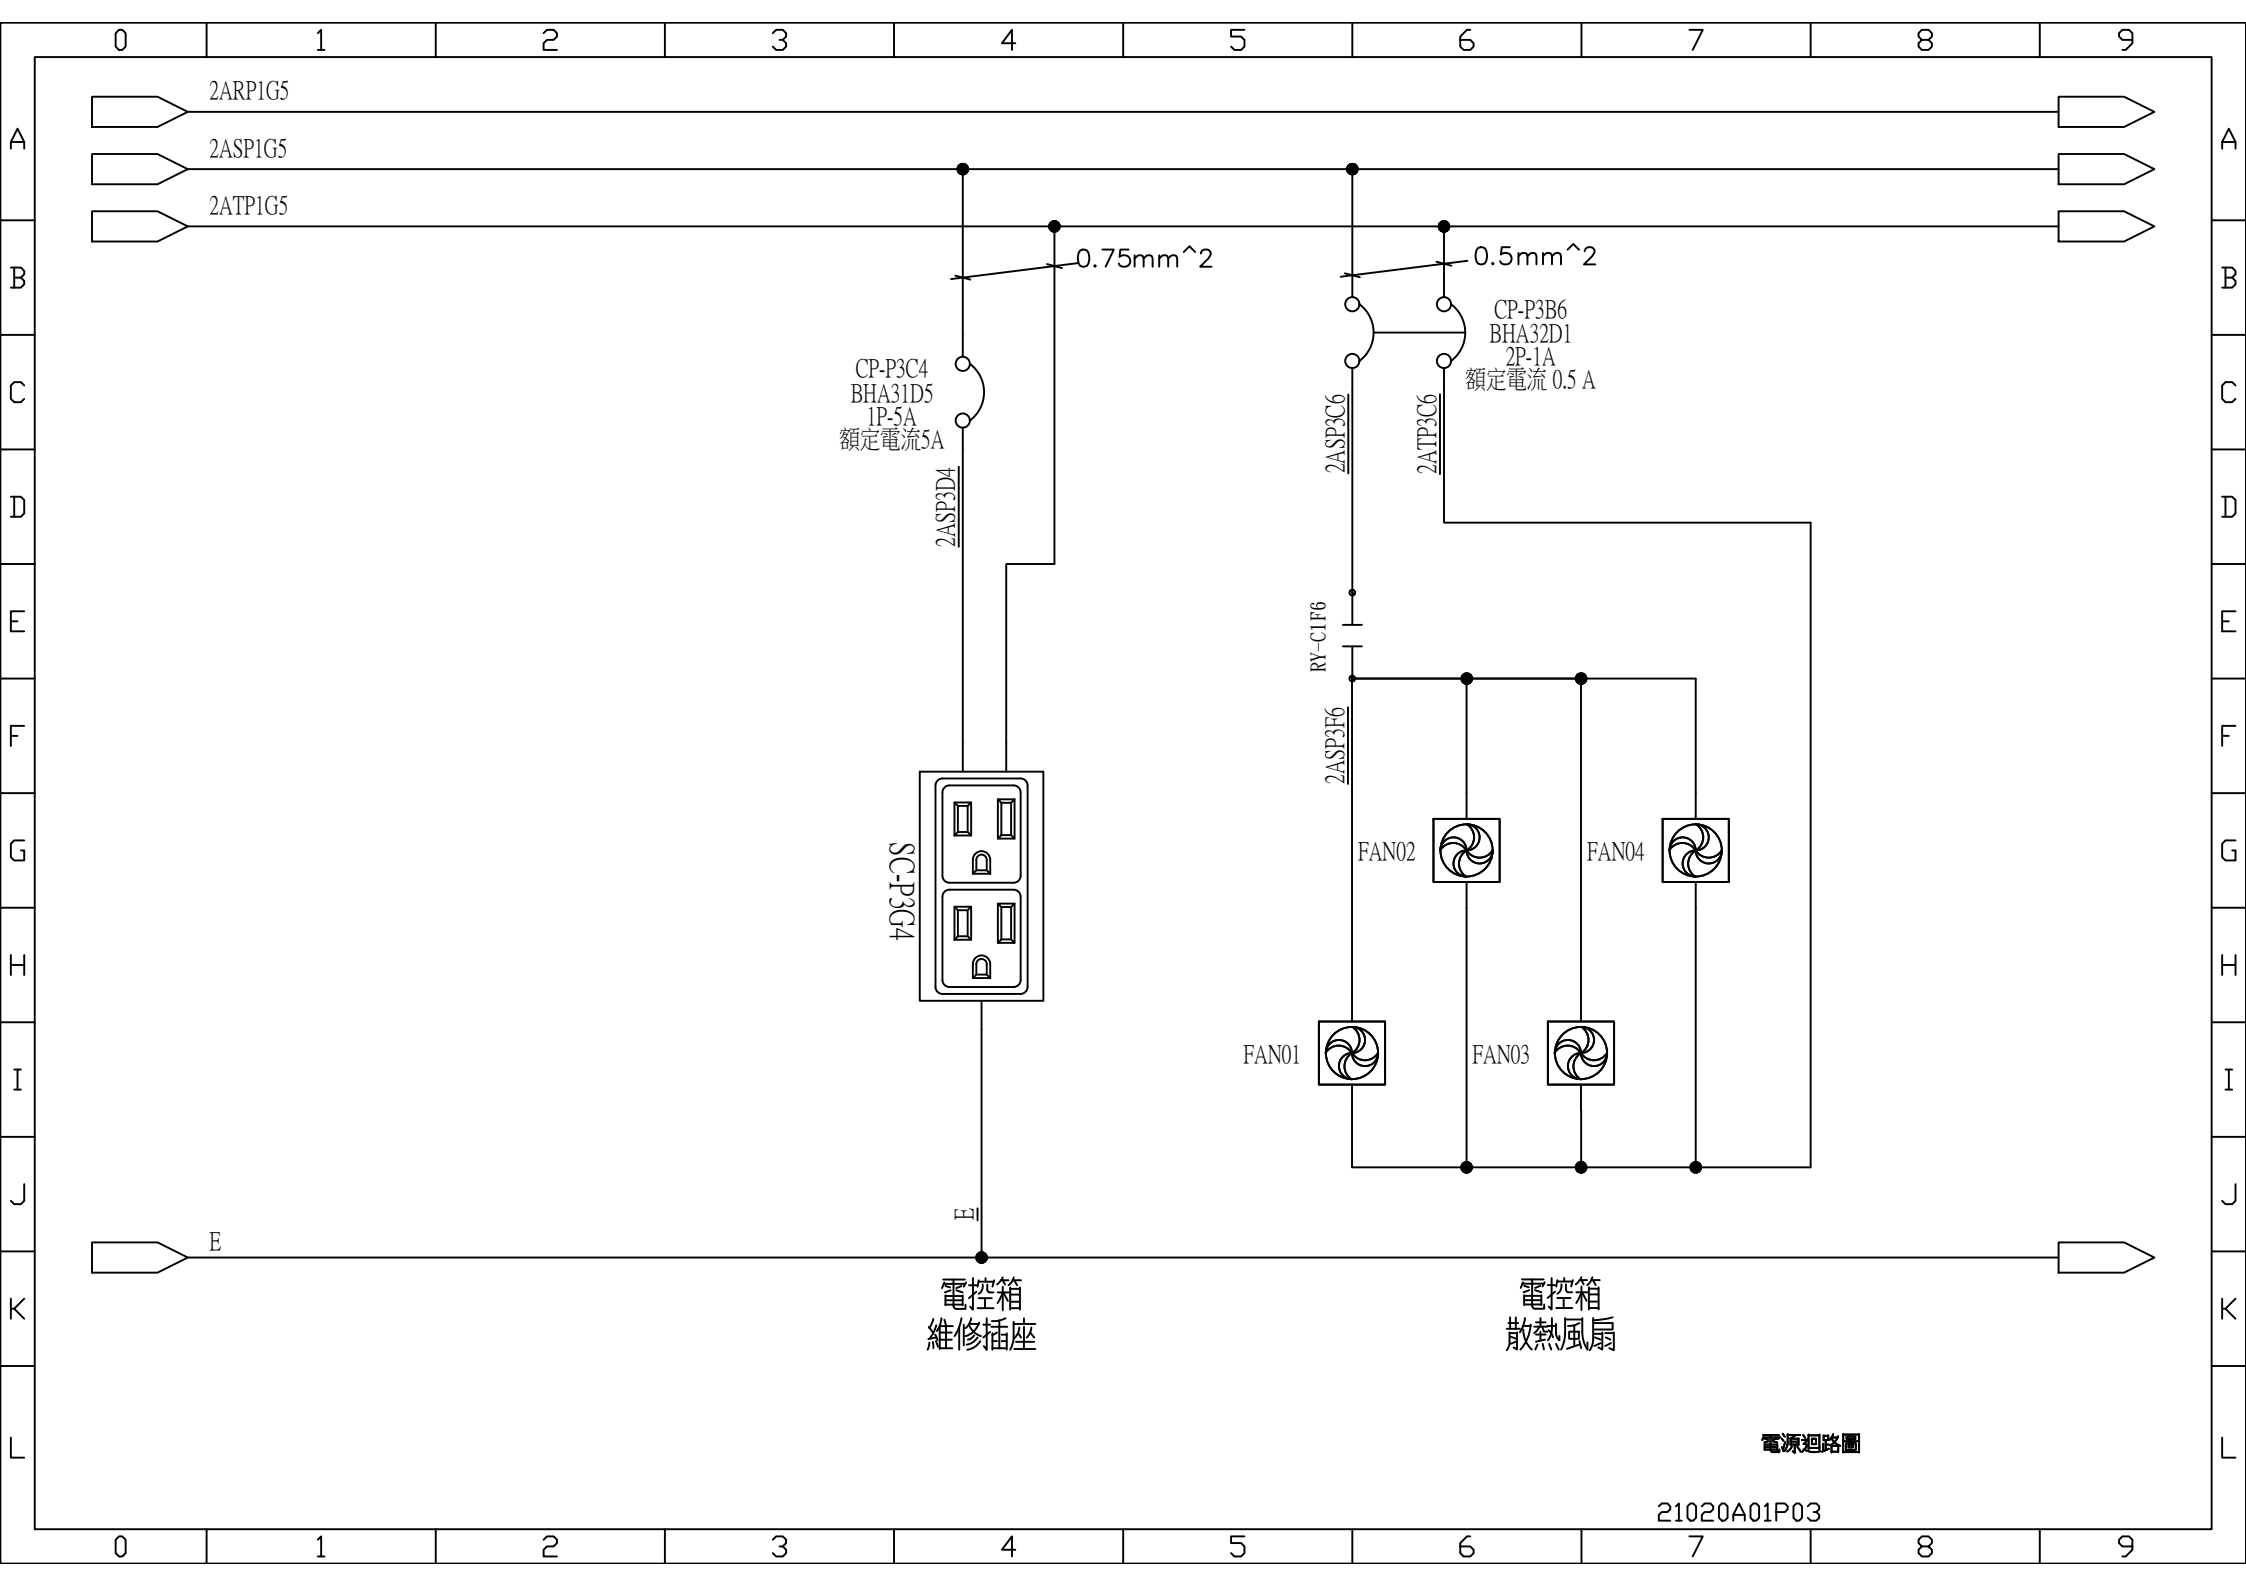 0 1 2 3 4 5 6 7 8 9
2ARP1G5
A A
2ASP1G5
2ATP1G5
0.75mm^2 0.5mm^2
B B
CP-P3B6
BHA32D1
2P-1A
額定電流 0.5 A
CP-P3C4
BHA31D5
1P-5A
額定電流5A
C C
2ASP3C6
2ATP3C6
2ASP3D4
D D
E E
RY-C1F6
F F
2ASP3F6
G G
FAN02 FAN04
SC-P3G4
H H
FAN01 FAN03
I I
J J
E
E
電控箱
維修插座
電控箱
散熱風扇
K K
電源迴路圖
L L
21020A01P03
0 1 2 3 4 5 6 7 8 9